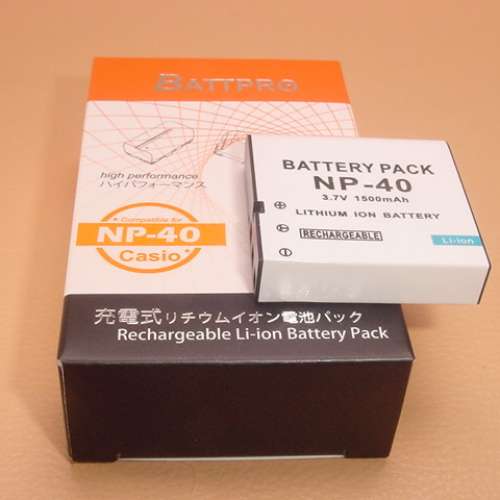 BATTPRO
high performance
ハイパフォーマンス
Compatible for
NP-40
Casio
充電式リチウムイオン電池パック
Rechargeable Li-ion Battery Pack
BATTERY PACK
NP-40
3.7V 1500mAh
LITHIUM ION BATTERY
RECHARGEABLE
Li-ion